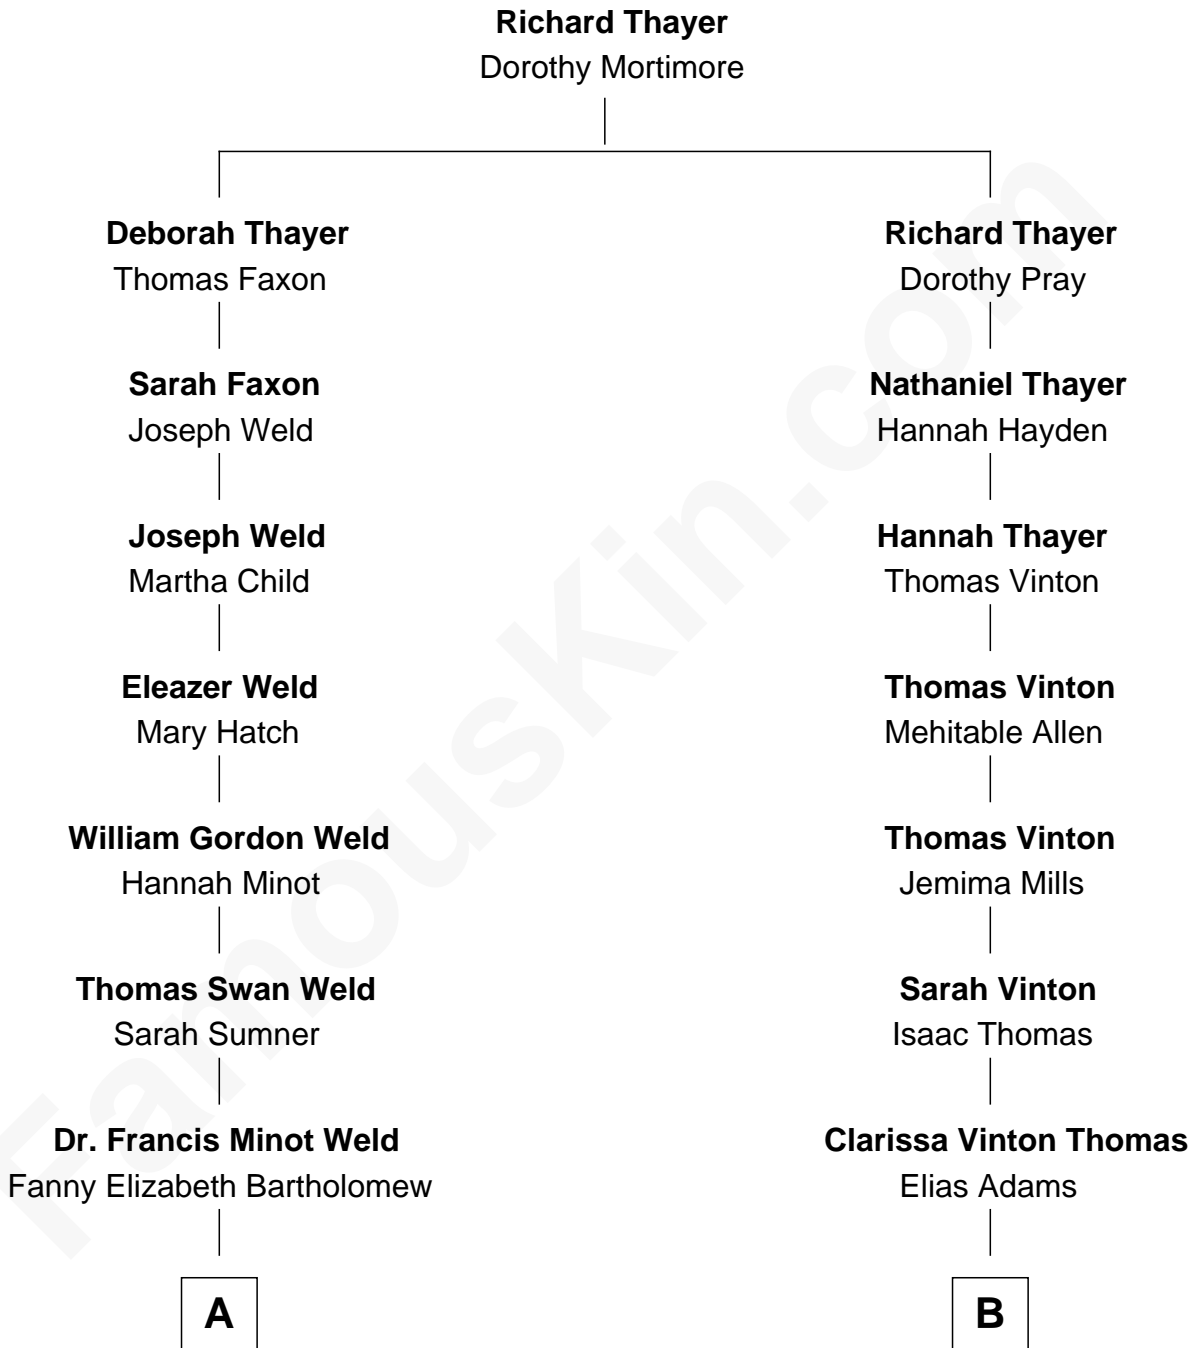 Richard Thayer
Dorothy Mortimore
Deborah Thayer
Thomas Faxon
Sarah Faxon
Joseph Weld
Joseph Weld
Martha Child
Eleazer Weld
Mary Hatch
William Gordon Weld
Hannah Minot
Thomas Swan Weld
Sarah Sumner
Dr. Francis Minot Weld
Fanny Elizabeth Bartholomew
A
Richard Thayer
Dorothy Pray
Nathaniel Thayer
Hannah Hayden
Hannah Thayer
Thomas Vinton
Thomas Vinton
Mehitable Allen
Thomas Vinton
Jemima Mills
Sarah Vinton
Isaac Thomas
Clarissa Vinton Thomas
Elias Adams
B
FamousKin.com